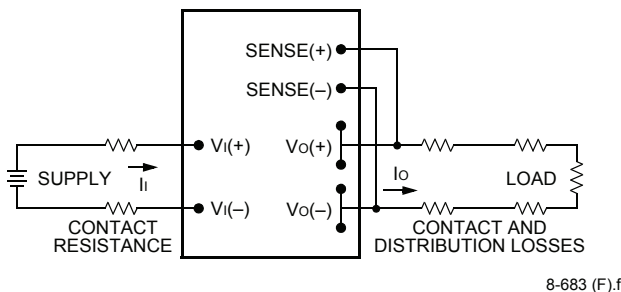 SENSE(+)
SENSE(–)
VI(+)
VO(+)
SUPPLY
II
IO
LOAD
VI(–)
VO(–)
CONTACT
RESISTANCE
CONTACT AND
DISTRIBUTION LOSSES
8-683 (F).f